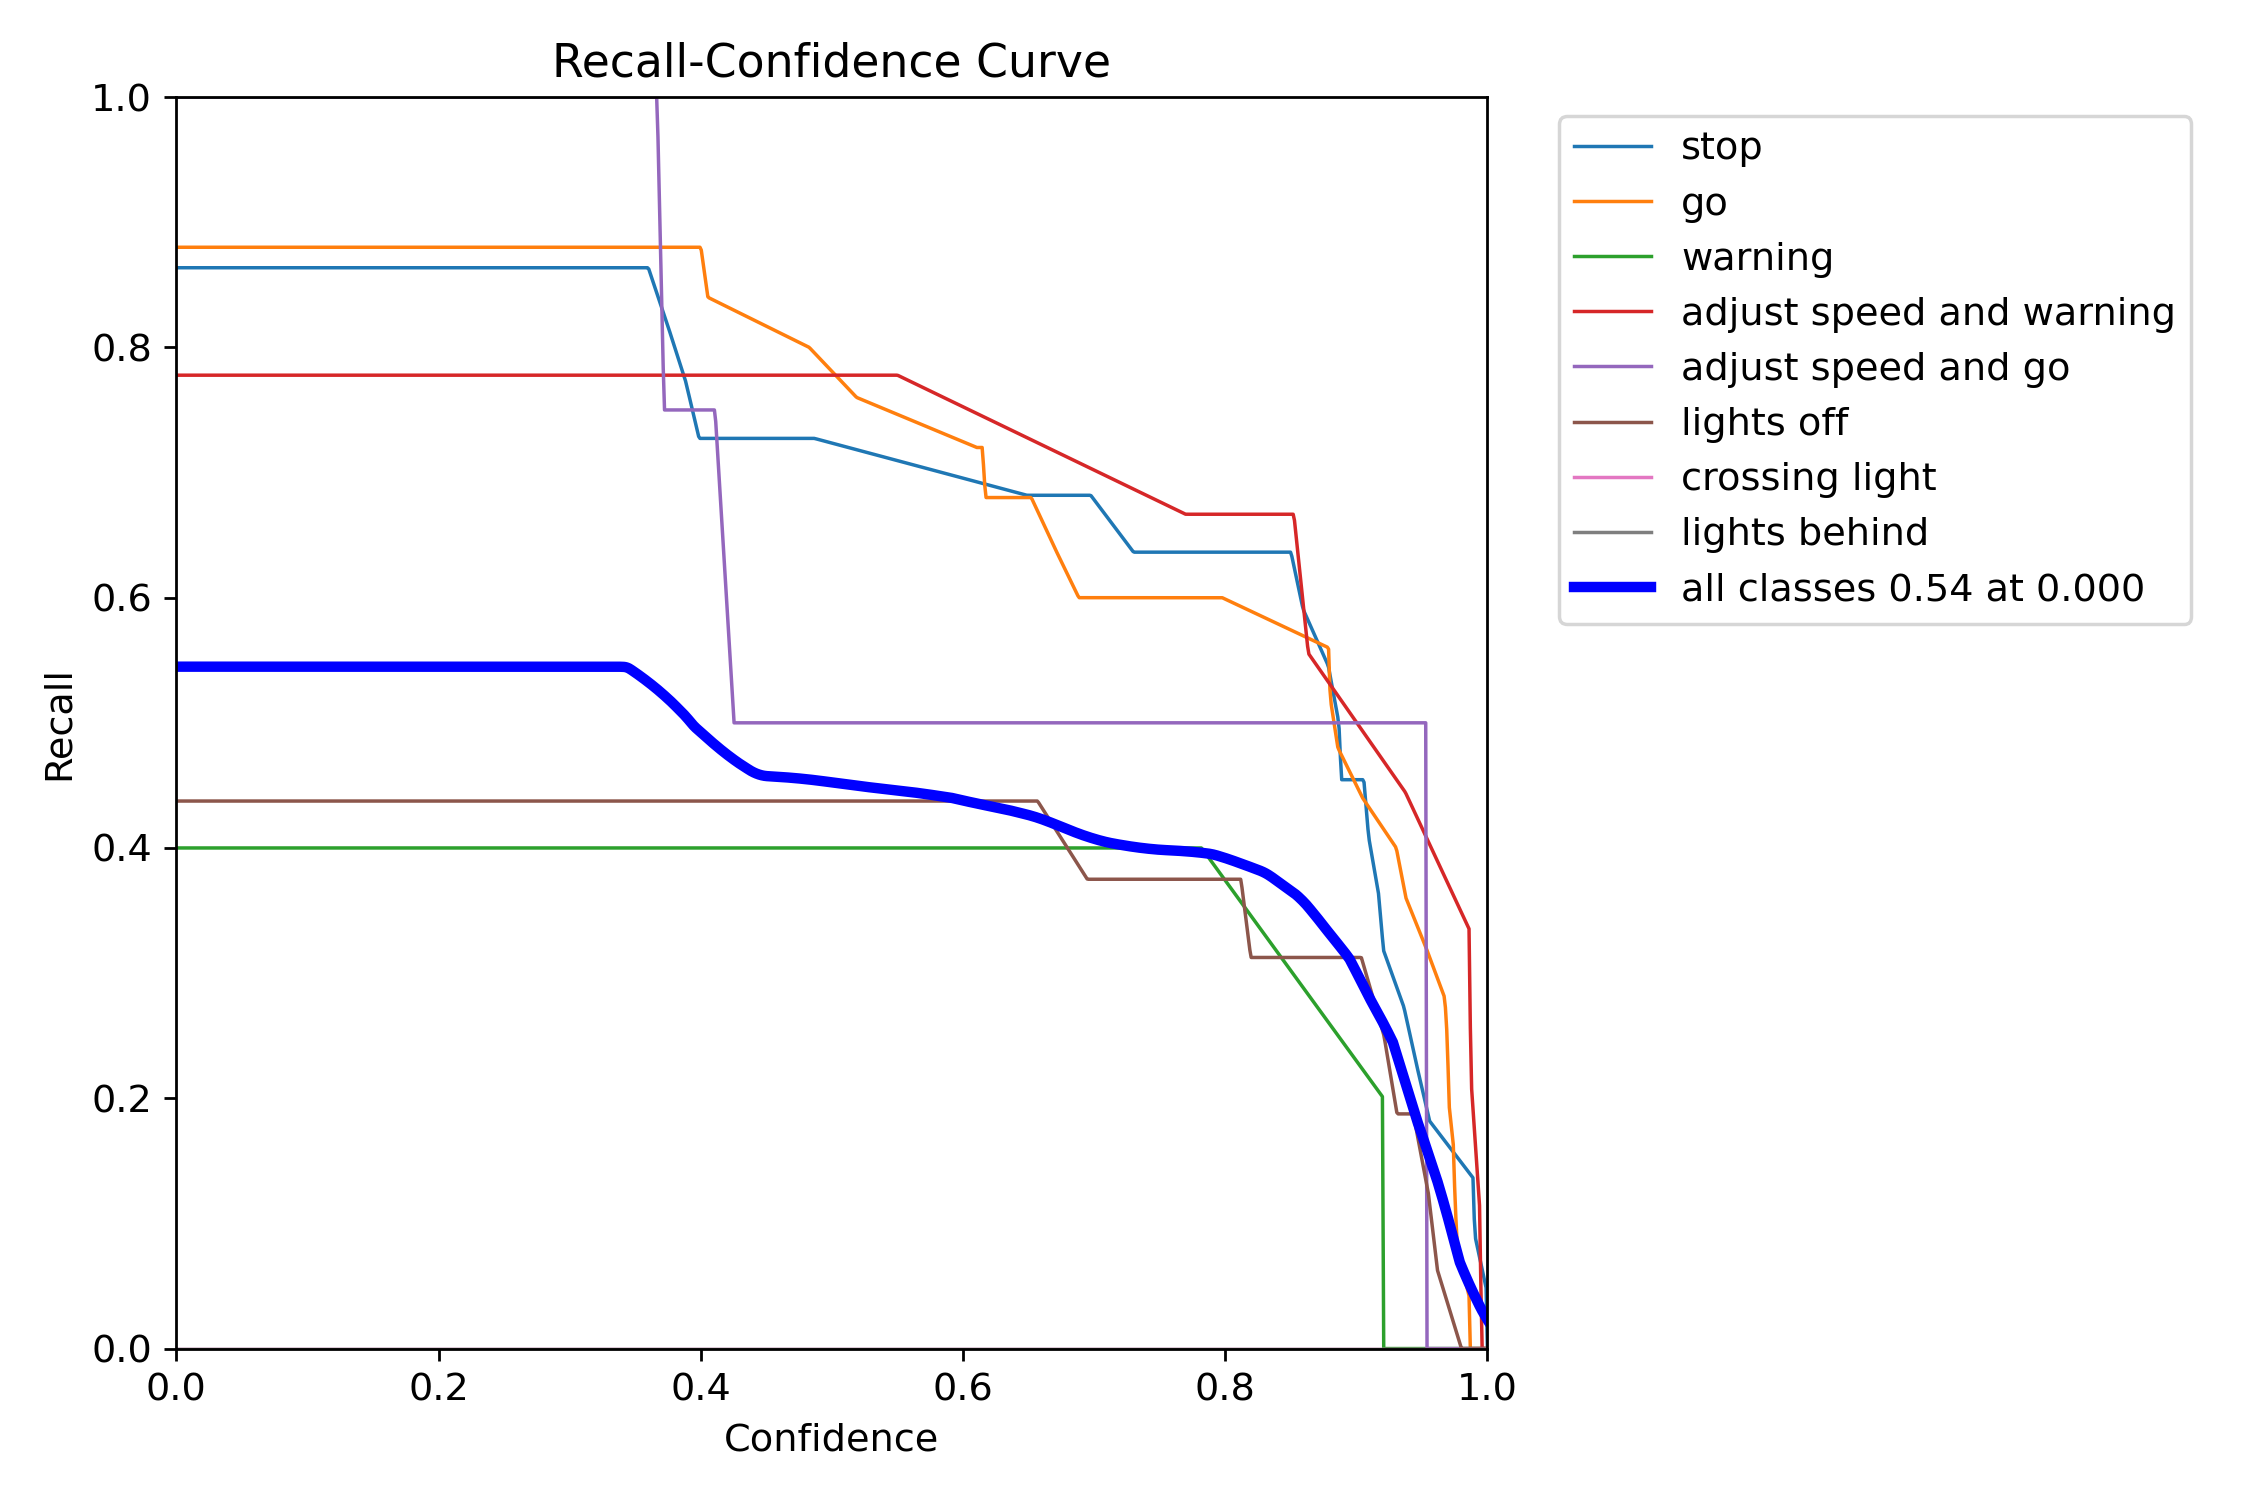 Recall-Confidence Curve
1.0
0.8
0.6
0.4
0.2
0.0
Recall
0.0 0.2 0.4 0.6 0.8 1.0
Confidence
stop
go
warning
adjust speed and warning
adjust speed and go
lights off
crossing light
lights behind
all classes 0.54 at 0.000